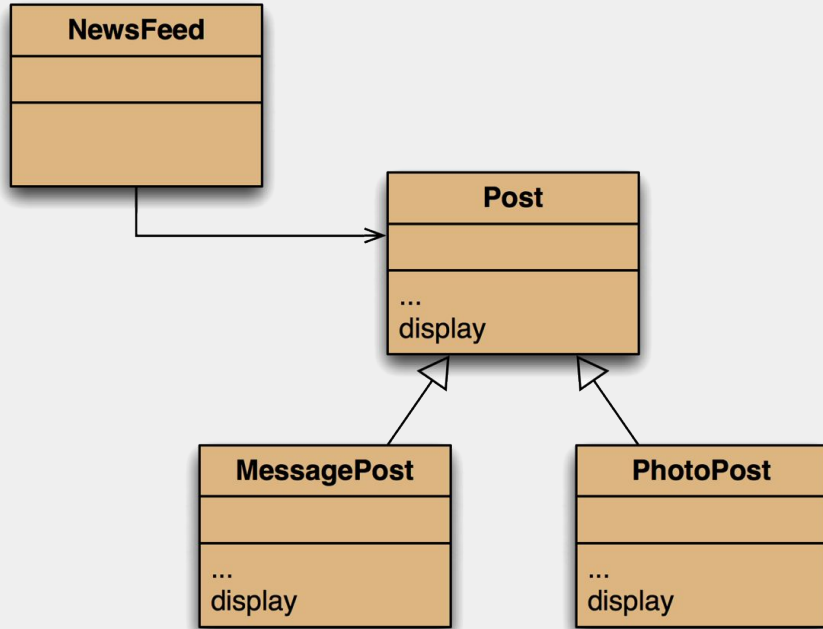 NewsFeed
Post
...
display
MessagePost
...
display
PhotoPost
...
display